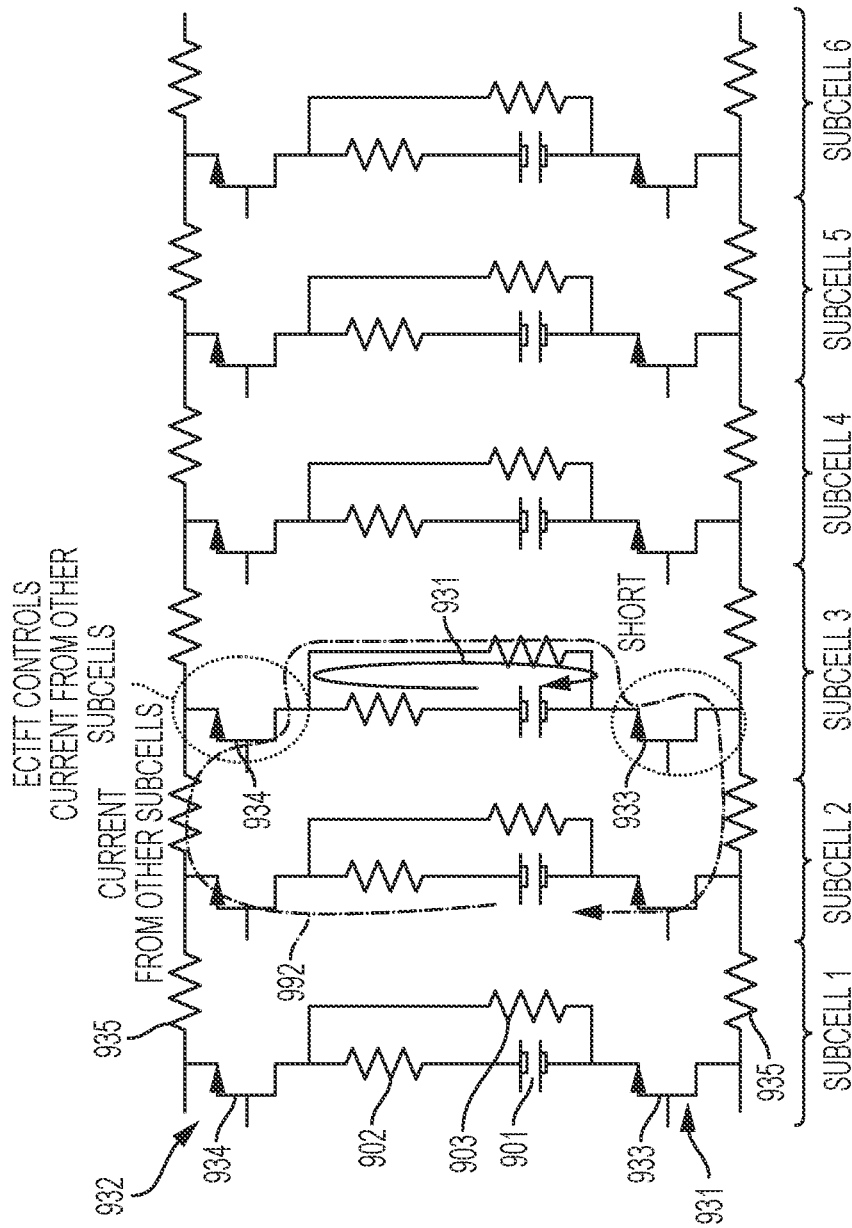 ECTFT CONTROLS
CURRENT FROM OTHER
SUBCELLS
CURRENT
FROM OTHER SUBCELLS
935
932
934
934
992
902
903
901
933
931
935
931
SHORT
933
SUBCELL 1
SUBCELL 2
SUBCELL 3
SUBCELL 4
SUBCELL 5
SUBCELL 6